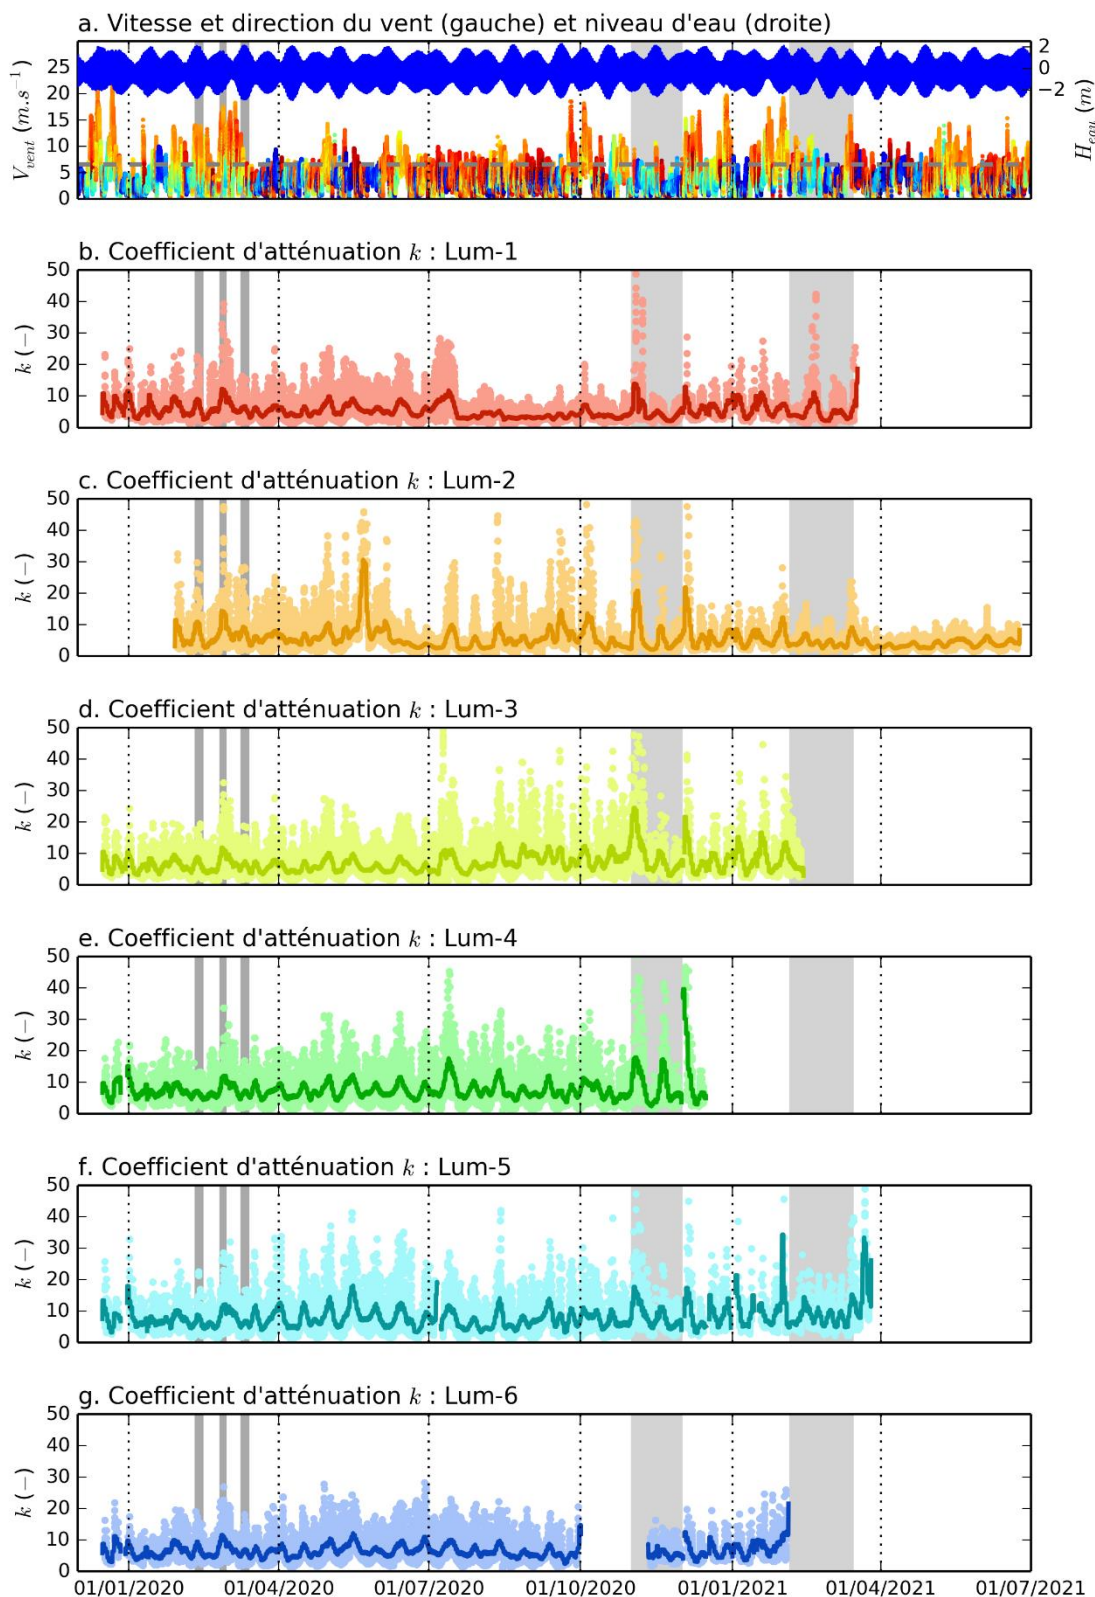 a. Vitesse et direction du vent (gauche) et niveau d'eau (droite)
25
20
15
10
5
0
V_vent (m.s⁻¹)
2
0
−2
H_eau (m)
b. Coefficient d'atténuation k : Lum-1
50
40
30
20
10
0
k (−)
c. Coefficient d'atténuation k : Lum-2
50
40
30
20
10
0
k (−)
d. Coefficient d'atténuation k : Lum-3
50
40
30
20
10
0
k (−)
e. Coefficient d'atténuation k : Lum-4
50
40
30
20
10
0
k (−)
f. Coefficient d'atténuation k : Lum-5
50
40
30
20
10
0
k (−)
g. Coefficient d'atténuation k : Lum-6
50
40
30
20
10
0
k (−)
01/01/2020 01/04/2020 01/07/2020 01/10/2020 01/01/2021 01/04/2021 01/07/2021